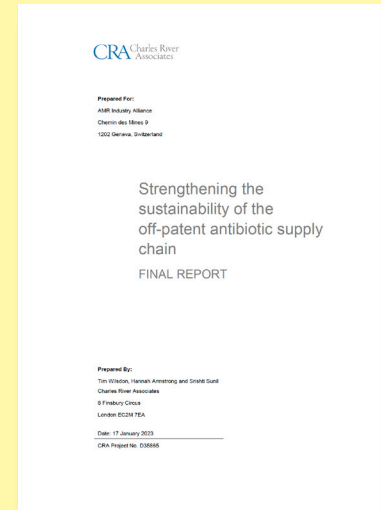 CRA Charles River
Associates
Prepared For:
AMR Industry Alliance
Chemin des Mines 9
1202 Geneva, Switzerland
Strengthening the
sustainability of the
off-patent antibiotic supply
chain
FINAL REPORT
Prepared By:
Tim Wilsdon, Hannah Armstrong and Srishti Sunil
Charles River Associates
8 Finsbury Circus
London EC2M 7EA
Date: 17 January 2023
CRA Project No. D35865